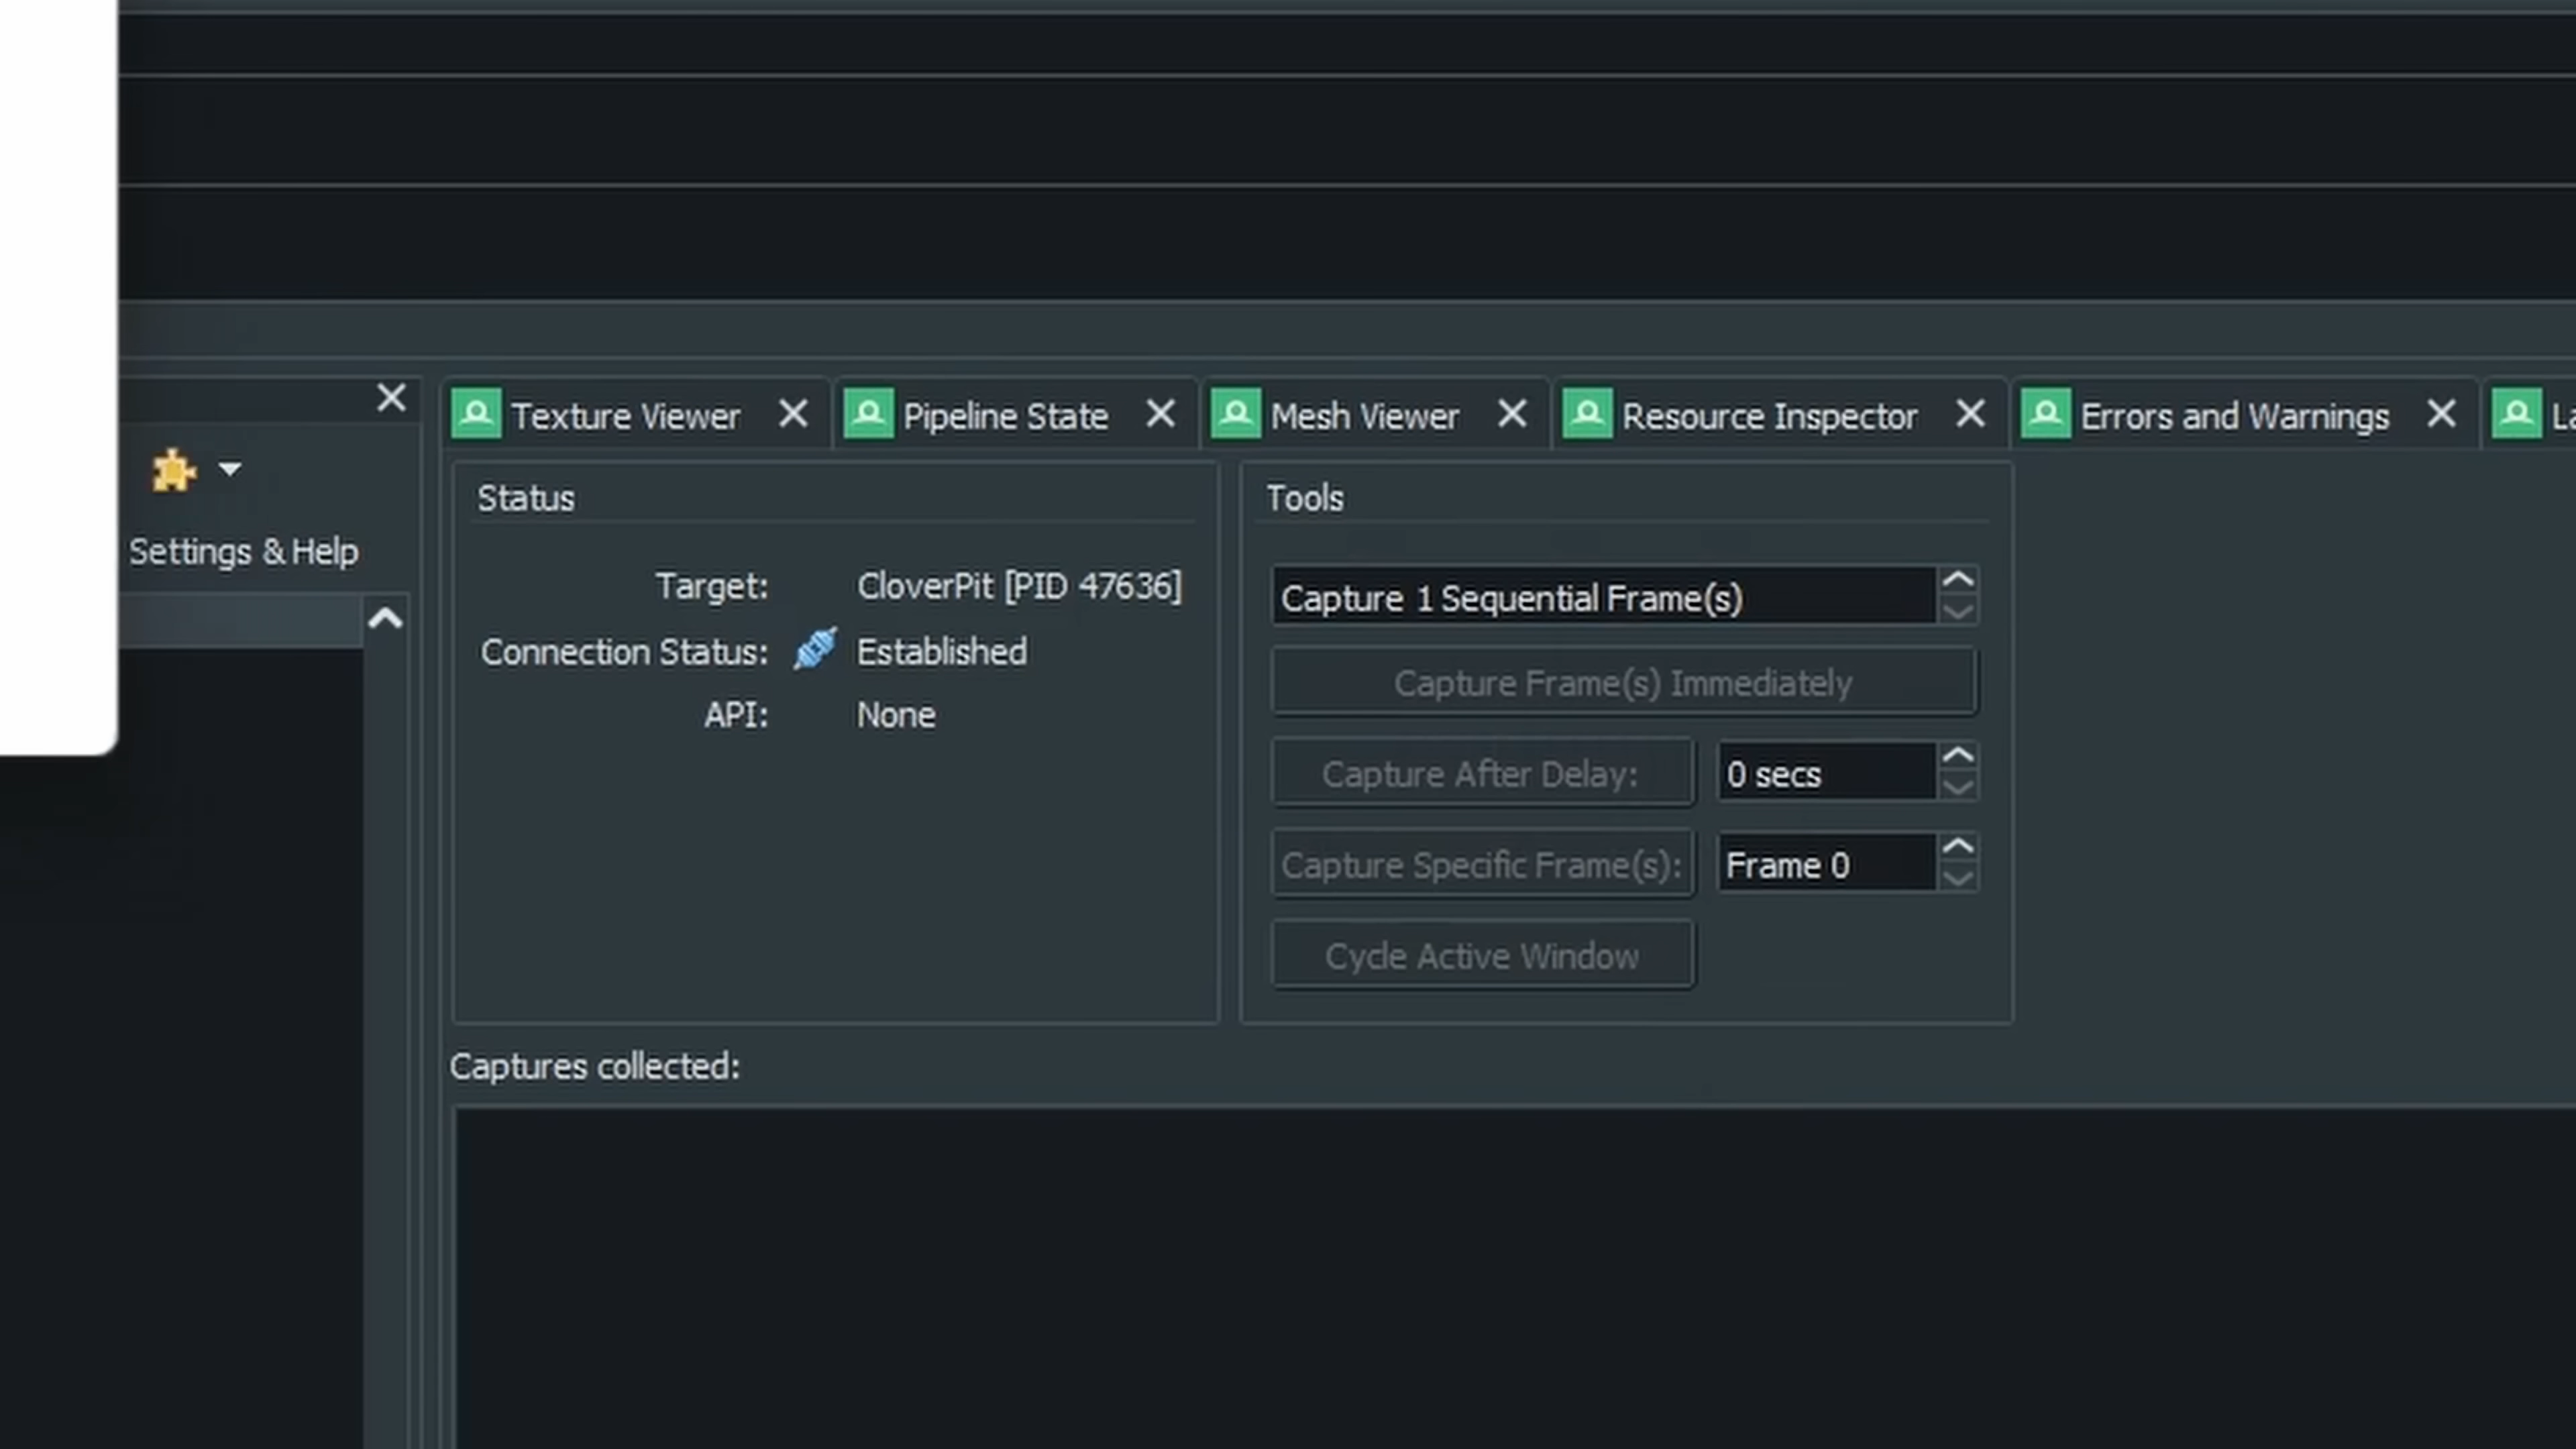 Texture Viewer Pipeline State Mesh Viewer Resource Inspector Errors and Warnings
Settings & Help
Status
Target: CloverPit [PID 47636]
Connection Status: Established
API: None
Tools
Capture 1 Sequential Frame(s)
Capture Frame(s) Immediately
Capture After Delay: 0 secs
Capture Specific Frame(s): Frame 0
Cycle Active Window
Captures collected: